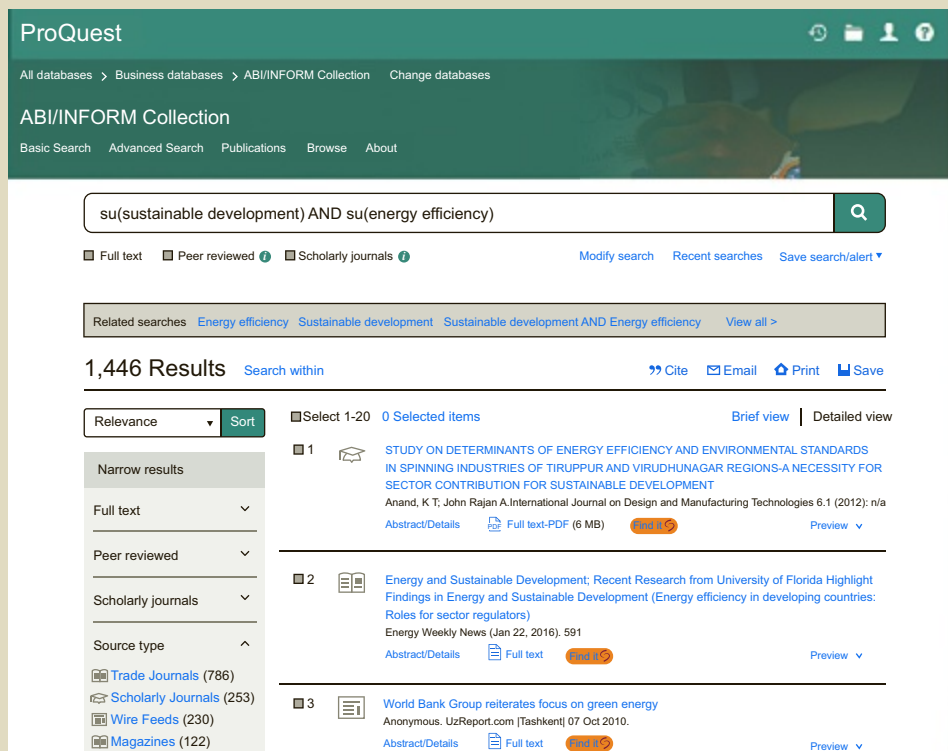 ProQuest
All databases > Business databases > ABI/INFORM Collection Change databases
ABI/INFORM Collection
Basic Search Advanced Search Publications Browse About
su(sustainable development) AND su(energy efficiency)
Full text Peer reviewed i Scholarly journals i Modify search Recent searches Save search/alert
Related searches Energy efficiency Sustainable development Sustainable development AND Energy efficiency View all >
1,446 Results Search within Cite Email Print Save
Relevance Sort
Select 1-20 0 Selected items Brief view Detailed view
Narrow results
Full text
Peer reviewed
Scholarly journals
Source type
Trade Journals (786)
Scholarly Journals (253)
Wire Feeds (230)
Magazines (122)
1
STUDY ON DETERMINANTS OF ENERGY EFFICIENCY AND ENVIRONMENTAL STANDARDS
IN SPINNING INDUSTRIES OF TIRUPPUR AND VIRUDHUNAGAR REGIONS-A NECESSITY FOR
SECTOR CONTRIBUTION FOR SUSTAINABLE DEVELOPMENT
Anand, K T; John Rajan A.International Journal on Design and Manufacturing Technologies 6.1 (2012): n/a
Abstract/Details PDF Full text-PDF (6 MB) Find it Preview
2
Energy and Sustainable Development; Recent Research from University of Florida Highlight
Findings in Energy and Sustainable Development (Energy efficiency in developing countries:
Roles for sector regulators)
Energy Weekly News (Jan 22, 2016). 591
Abstract/Details Full text Find it Preview
3
World Bank Group reiterates focus on green energy
Anonymous. UzReport.com |Tashkent| 07 Oct 2010.
Abstract/Details Full text Find it Preview